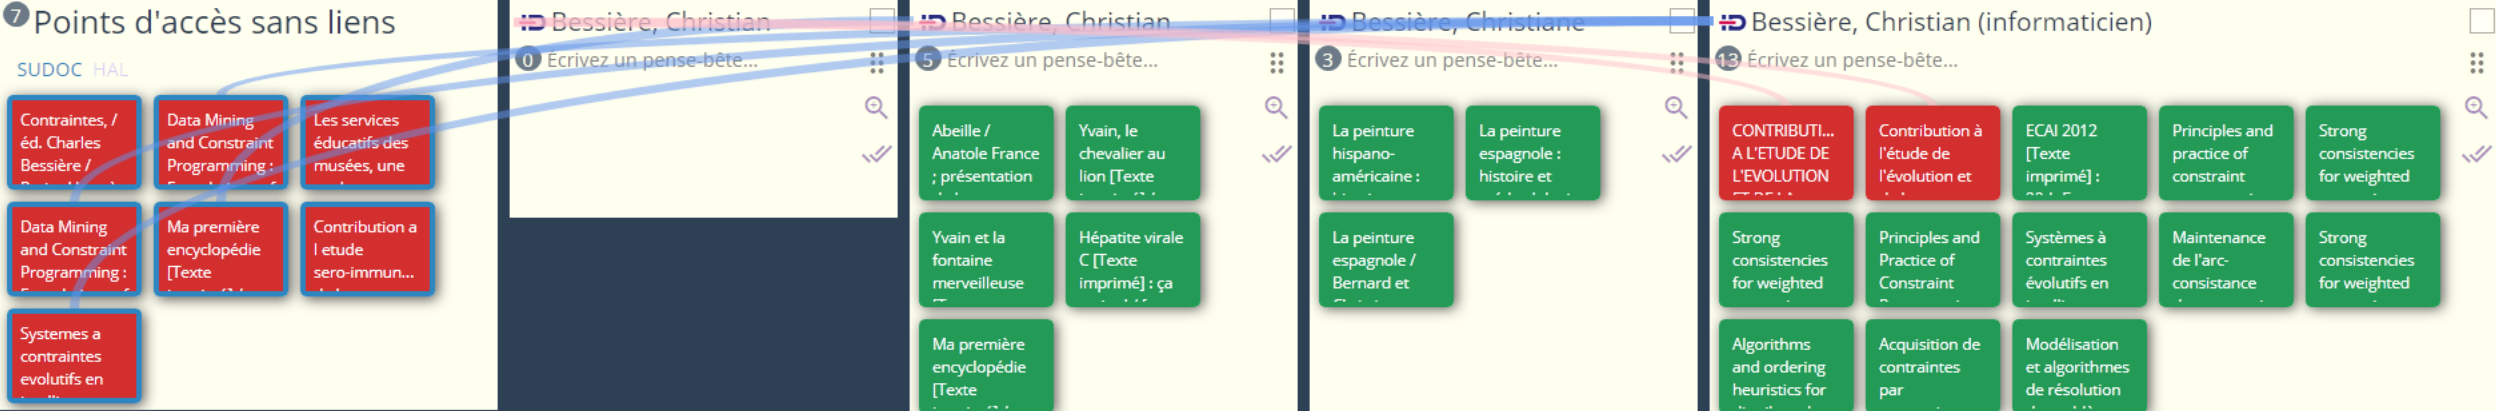 7 Points d'accès sans liens
SUDOC HAL
Contraintes, /
éd. Charles
Bessière /
Data Mining
and Constraint
Programming :
Les services
éducatifs des
musées, une
Data Mining
and Constraint
Programming :
Ma première
encyclopédie
[Texte
Contribution a
l etude
sero-immun...
Systemes a
contraintes
evolutifs en
ID Bessière, Christian
0 Écrivez un pense-bête...
ID Bessière, Christian
5 Écrivez un pense-bête...
Abeille /
Anatole France
; présentation
Yvain, le
chevalier au
lion [Texte
Yvain et la
fontaine
merveilleuse
Hépatite virale
C [Texte
imprimé] : ça
Ma première
encyclopédie
[Texte
ID Bessière, Christiane
3 Écrivez un pense-bête...
La peinture
hispano-
américaine :
La peinture
espagnole :
histoire et
La peinture
espagnole /
Bernard et
ID Bessière, Christian (informaticien)
13 Écrivez un pense-bête...
CONTRIBUTI...
A L'ETUDE DE
L'EVOLUTION
ET DE LA
Contribution à
l'étude de
l'évolution et
ECAI 2012
[Texte
imprimé] :
Principles and
practice of
constraint
Strong
consistencies
for weighted
Strong
consistencies
for weighted
Principles and
Practice of
Constraint
Systèmes à
contraintes
évolutifs en
Maintenance
de l'arc-
consistance
Strong
consistencies
for weighted
Algorithms
and ordering
heuristics for
Acquisition de
contraintes
par
Modélisation
et algorithmes
de résolution